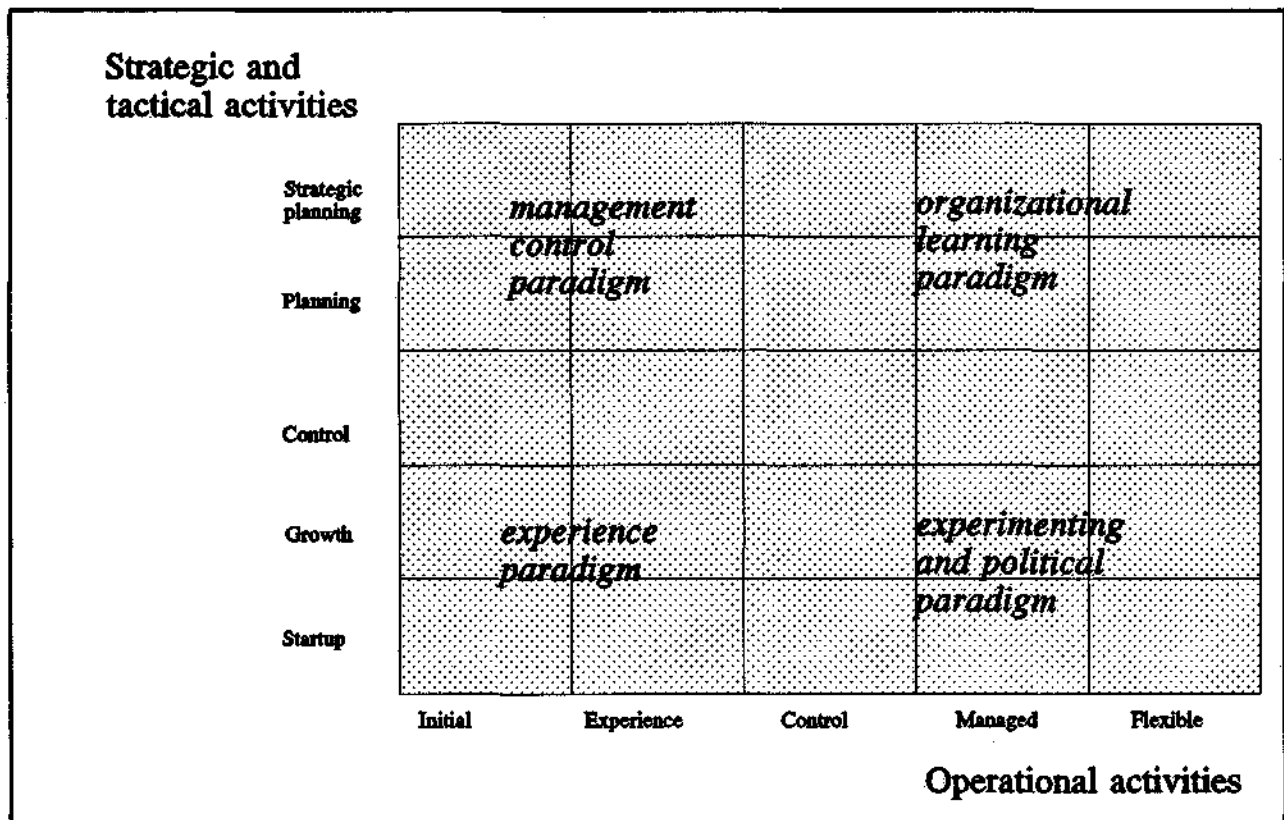 Strategic and
tactical activities
Strategic
planning
management
control
paradigm
organizational
learning
paradigm
Planning
Control
Growth
experience
paradigm
experimenting
and political
paradigm
Startup
Initial
Experience
Control
Managed
Flexible
Operational activities